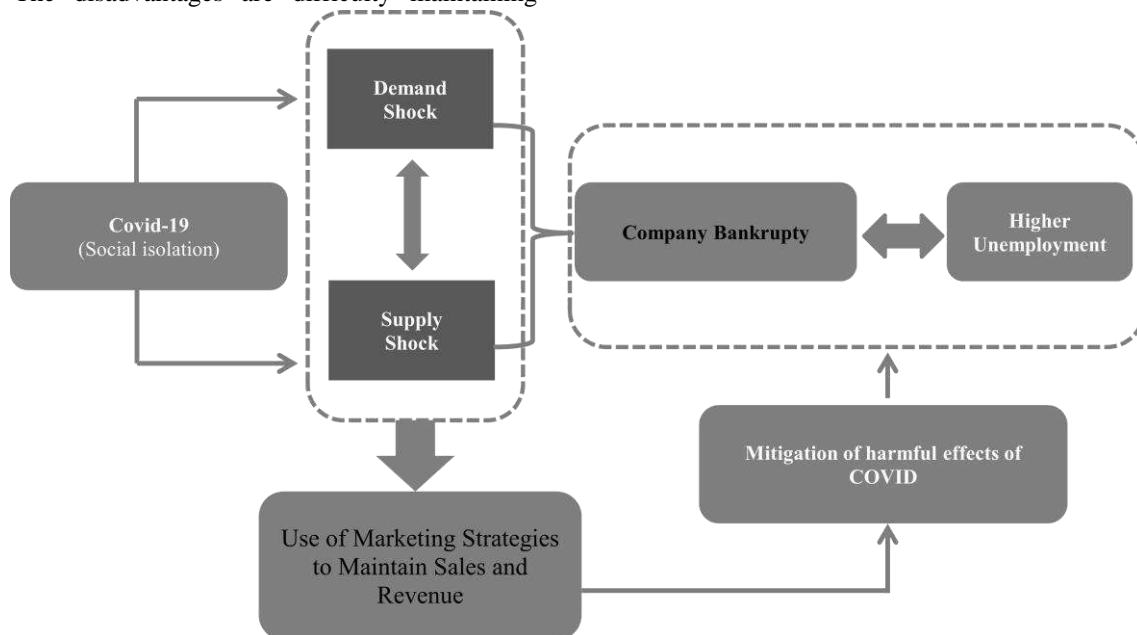 The disadvantages are difficulty maintaining
Demand
Shock
Covid-19
(Social isolation)
Company Bankrupty
Higher
Unemployment
Supply
Shock
Mitigation of harmful effects of
COVID
Use of Marketing Strategies
to Maintain Sales and
Revenue